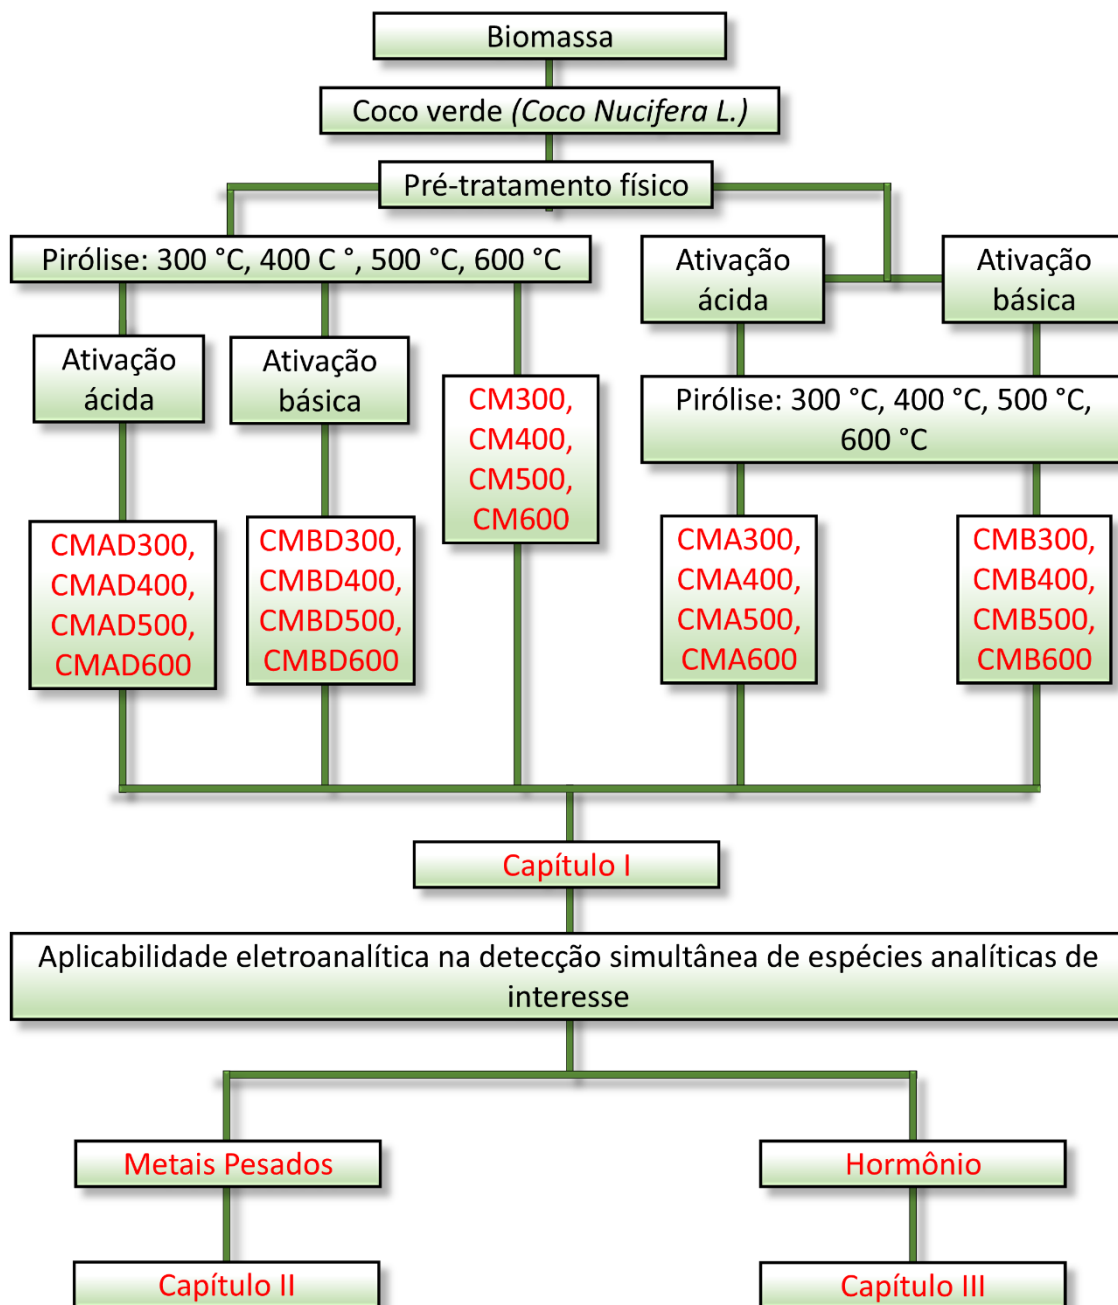 Biomassa
Coco verde (Coco Nucifera L.)
Pré-tratamento físico
Pirólise: 300 °C, 400 C °, 500 °C, 600 °C
Ativação
ácida
Ativação
básica
Ativação
ácida
Ativação
básica
CM300,
CM400,
CM500,
CM600
Pirólise: 300 °C, 400 °C, 500 °C,
600 °C
CMAD300,
CMAD400,
CMAD500,
CMAD600
CMBD300,
CMBD400,
CMBD500,
CMBD600
CMA300,
CMA400,
CMA500,
CMA600
CMB300,
CMB400,
CMB500,
CMB600
Capítulo I
Aplicabilidade eletroanalítica na detecção simultânea de espécies analíticas de
interesse
Metais Pesados
Hormônio
Capítulo II
Capítulo III